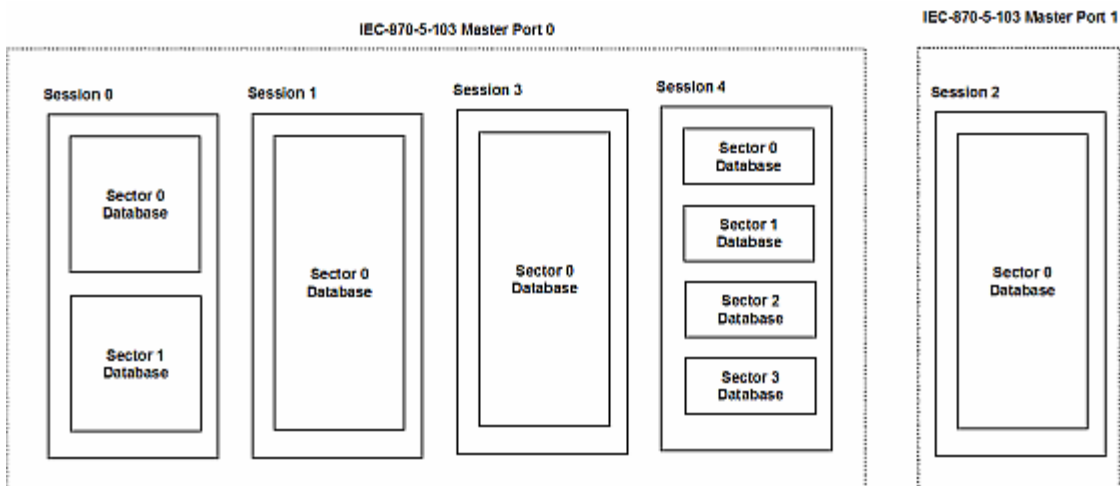 IEC-870-5-103 Master Port 0
Session 0
Sector 0
Database
Sector 1
Database
Session 1
Sector 0
Database
Session 3
Sector 0
Database
Session 4
Sector 0
Database
Sector 1
Database
Sector 2
Database
Sector 3
Database
IEC-870-5-103 Master Port 1
Session 2
Sector 0
Database